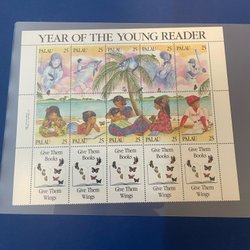 YEAR OF THE YOUNG READER
PALAU 25 PALAU 25 PALAU 25 PALAU 25 PALAU 25
PALAU 25 PALAU 25 PALAU 25 PALAU 25 PALAU 25
Give Them Give Them Give Them Give Them Give Them
Books Books Books Books Books
Give Them Give Them Give Them Give Them Give Them
Wings Wings Wings Wings Wings